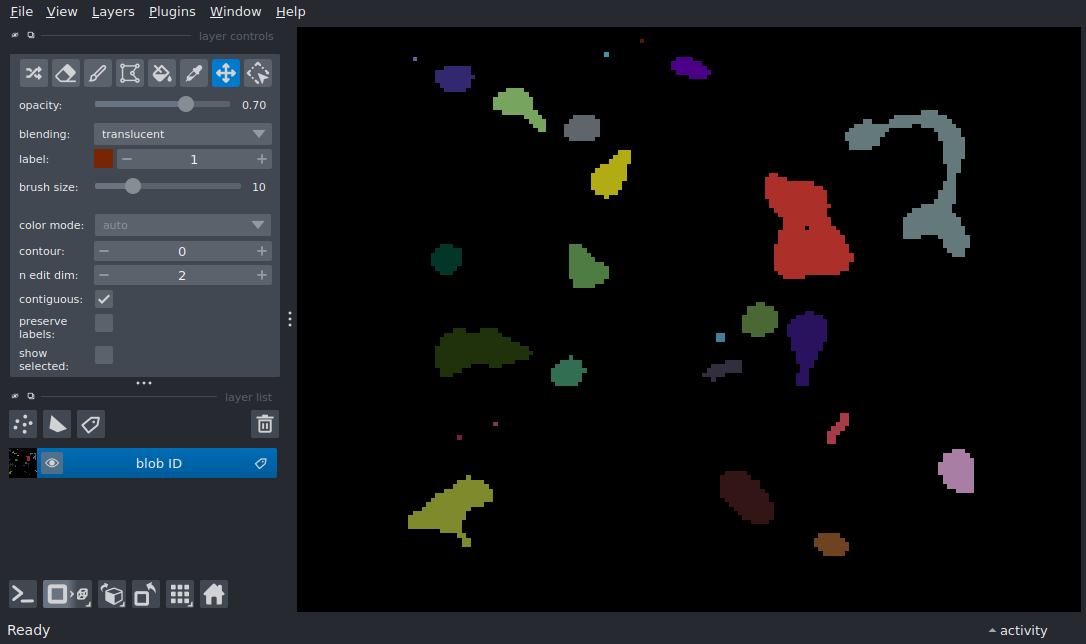 File View Layers Plugins Window Help
layer controls
opacity: 0.70
blending: translucent
label: 1
brush size: 10
color mode: auto
contour: 0
n edit dim: 2
contiguous:
preserve
labels:
show
selected:
layer list
blob ID
Ready activity